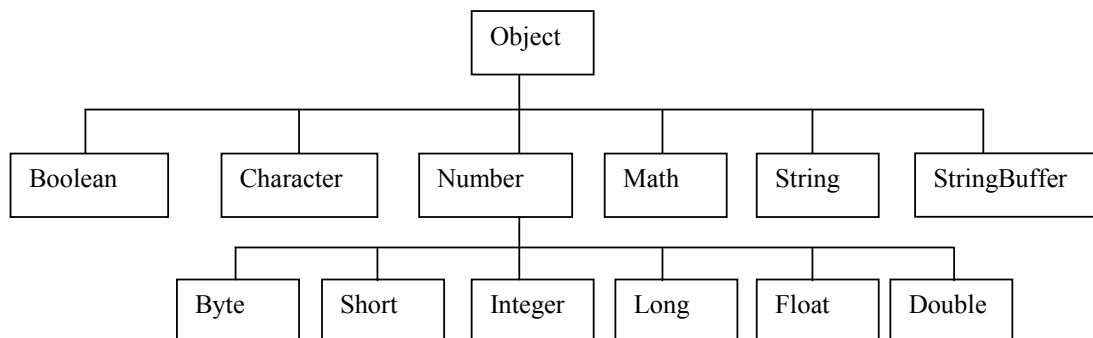 Object
Boolean Character Number Math String StringBuffer
Byte Short Integer Long Float Double